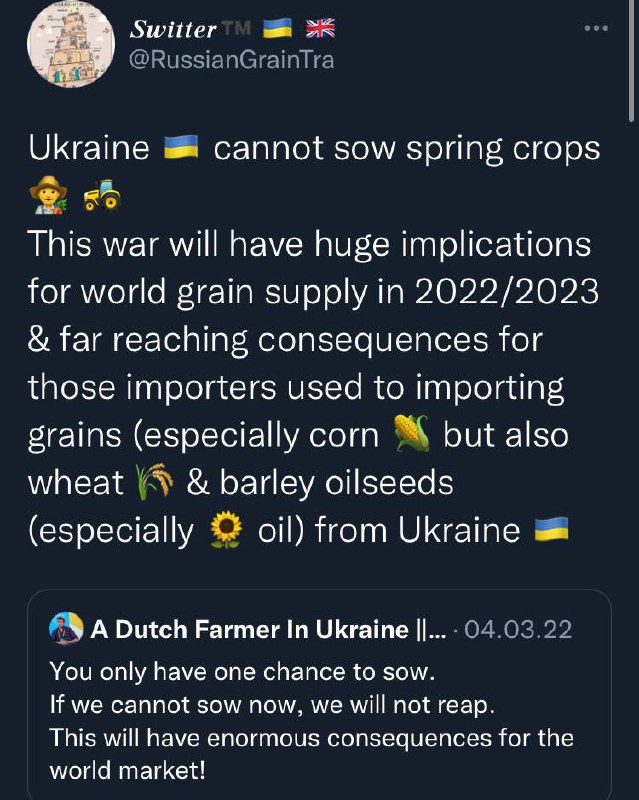 Switter™ 🇺🇦 🇬🇧
@RussianGrainTra
Ukraine 🇺🇦 cannot sow spring crops
👩‍🌾 🚜
This war will have huge implications
for world grain supply in 2022/2023
& far reaching consequences for
those importers used to importing
grains (especially corn 🌽 but also
wheat 🌾 & barley oilseeds
(especially 🌻 oil) from Ukraine 🇺🇦
A Dutch Farmer In Ukraine ||... · 04.03.22
You only have one chance to sow.
If we cannot sow now, we will not reap.
This will have enormous consequences for the
world market!